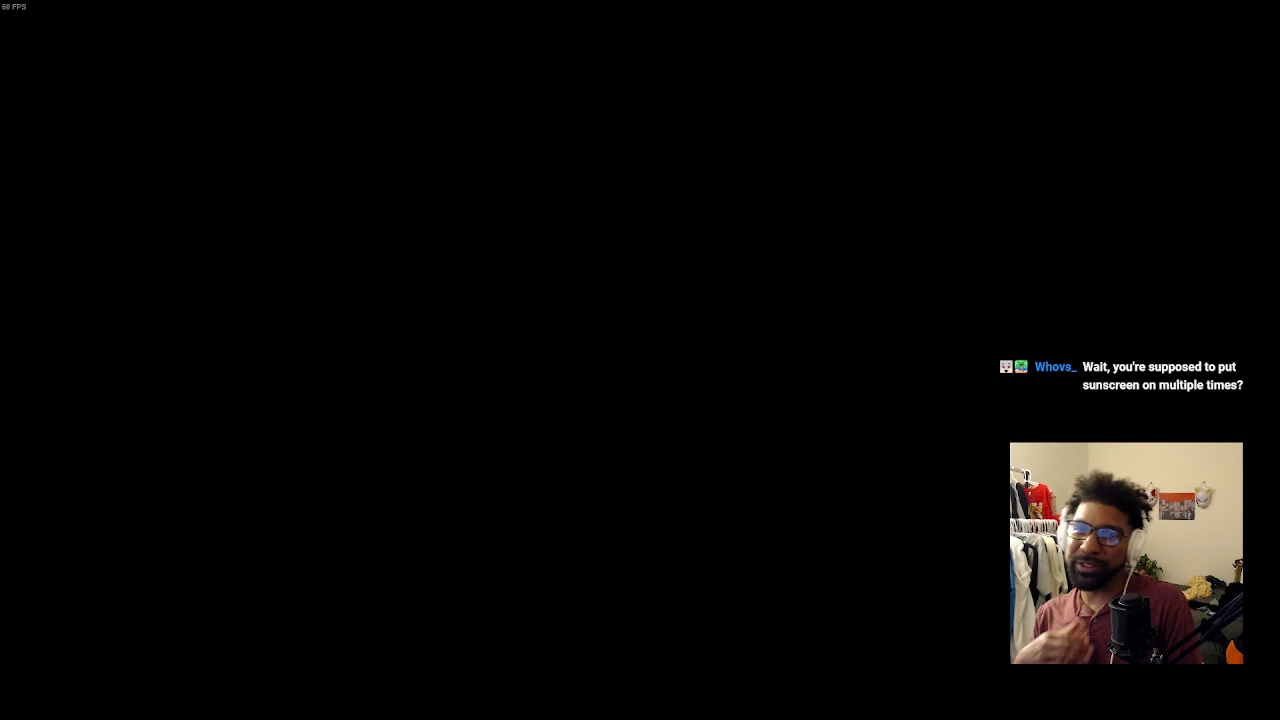 60 FPS
Whovs_ Wait, you're supposed to put
sunscreen on multiple times?